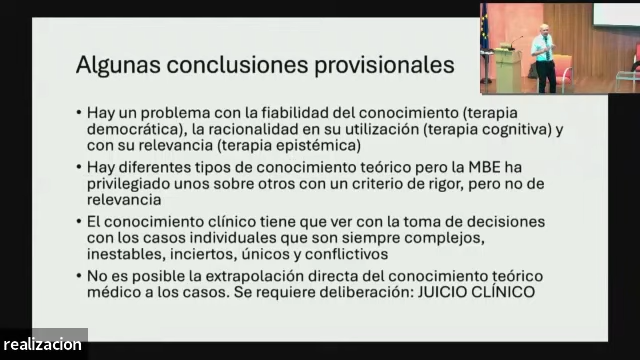 Algunas conclusiones provisionales
• Hay un problema con la fiabilidad del conocimiento (terapia
democrática), la racionalidad en su utilización (terapia cognitiva) y
con su relevancia (terapia epistémica)
• Hay diferentes tipos de conocimiento teórico pero la MBE ha
privilegiado unos sobre otros con un criterio de rigor, pero no de
relevancia
• El conocimiento clínico tiene que ver con la toma de decisiones
con los casos individuales que son siempre complejos,
inestables, inciertos, únicos y conflictivos
• No es posible la extrapolación directa del conocimiento teórico
médico a los casos. Se requiere deliberación: JUICIO CLÍNICO
realizacion